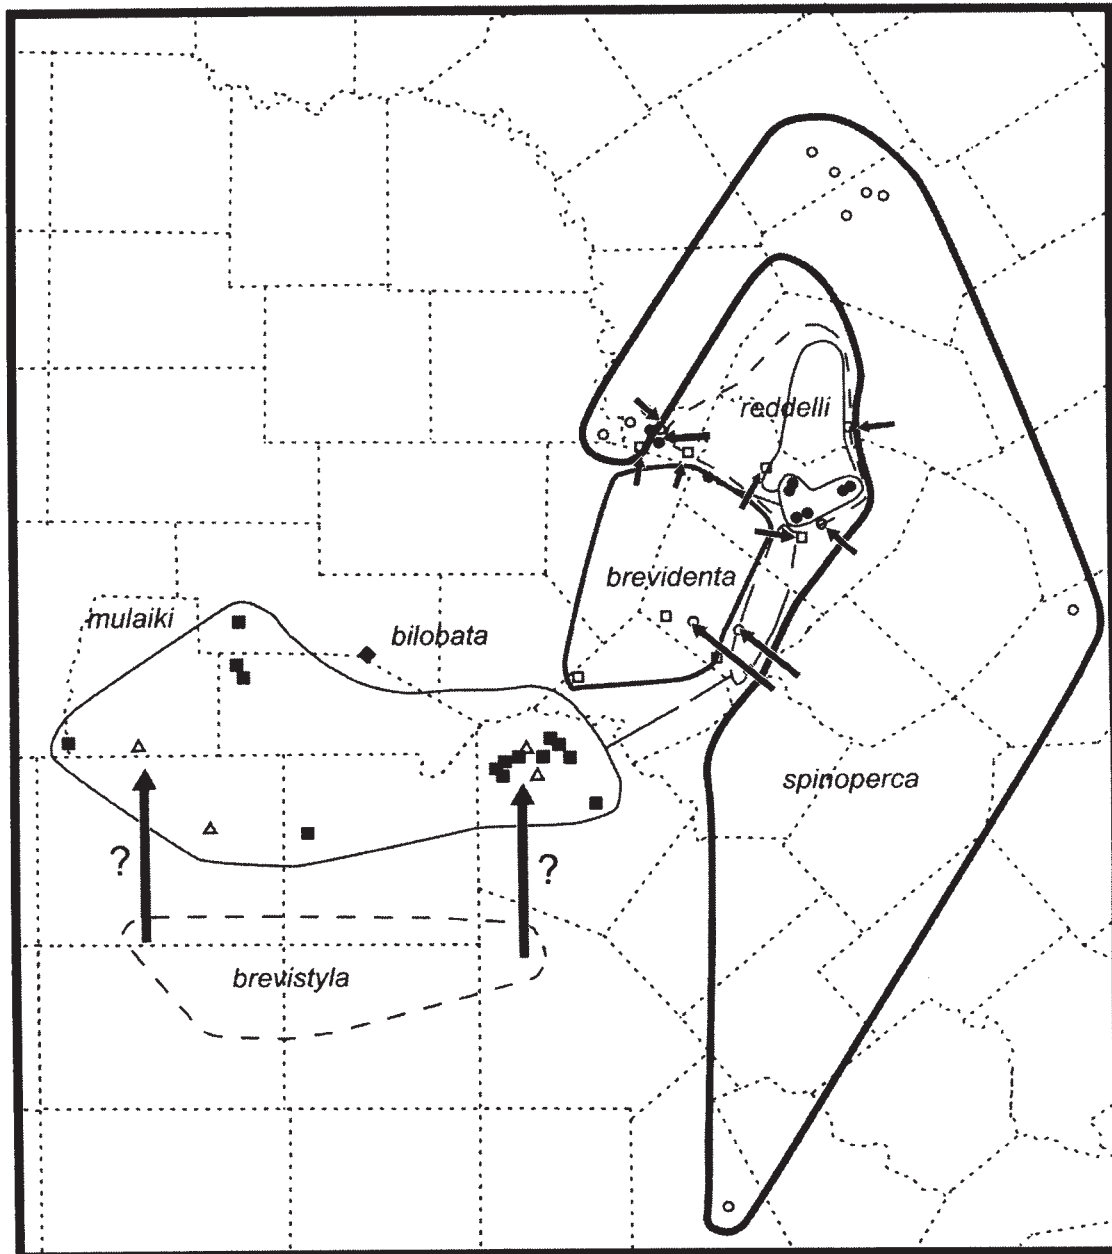 reddelli
brevidenta
mulaiki
bilobata
spinoperca
?
?
brevistyla